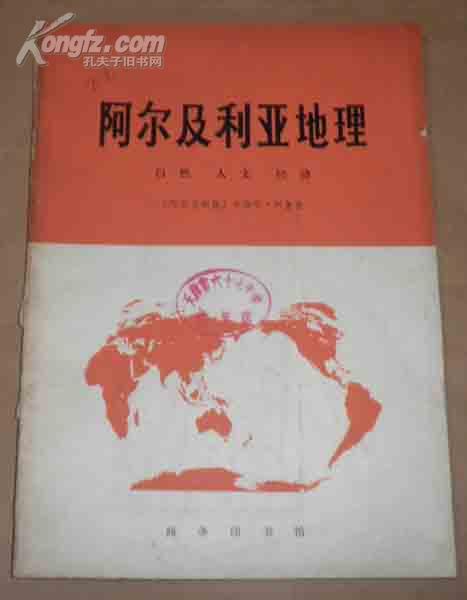 Kongfz.com
孔夫子旧书网
阿尔及利亚地理
自然 人文 经济
商务印书馆